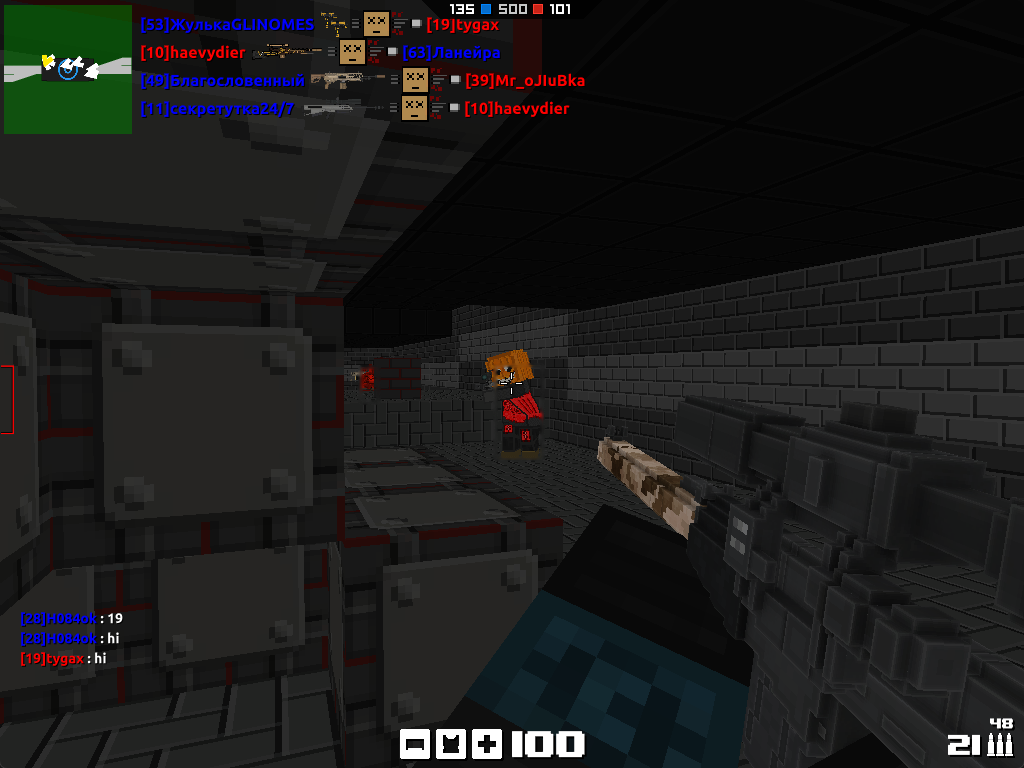 135 500 101
[53]ЖулькаGLINOMES [19]tygax
[10]haevydier [63]Ланейра
[49]Благословенный [39]Mr_oJIuBka
[11]секретутка24/7 [10]haevydier
[28]H084ok : 19
[28]H084ok : hi
[19]tygax : hi
48
21
100